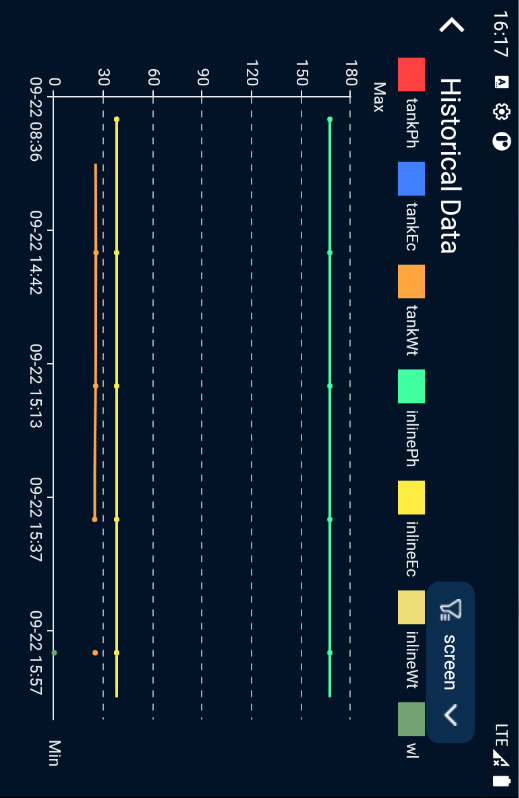 16:17
LTE
Historical Data
screen
tankPh
tankEc
tankWt
inlinePh
inlineEc
inlineWt
wl
Max
180
150
120
90
60
30
0
Min
09-22 08:36
09-22 14:42
09-22 15:13
09-22 15:37
09-22 15:57